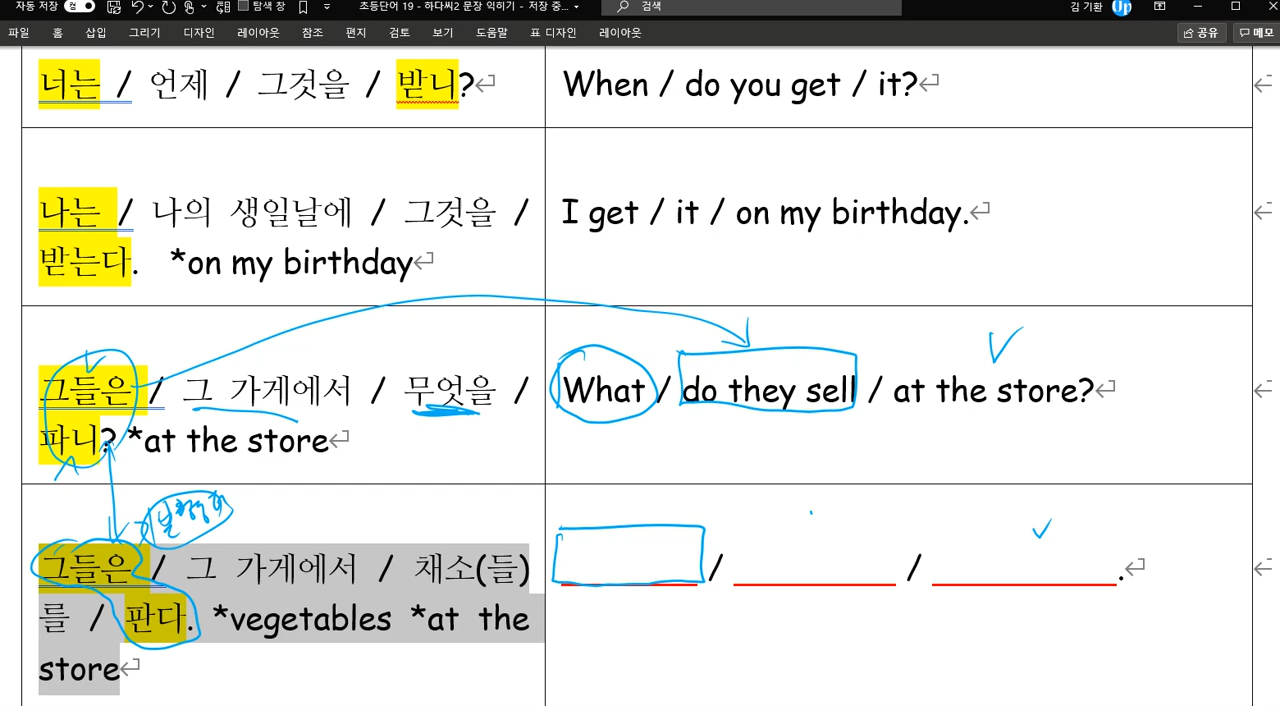 자동 저장 켬 탐색 창 초등단어 19 - 하다씨2 문장 익히기 - 저장 중... 검색 김 기환 Up
파일 홈 삽입 그리기 디자인 레이아웃 참조 편지 검토 보기 도움말 표 디자인 레이아웃 공유 메모
너는 / 언제 / 그것을 / 받니?
When / do you get / it?
나는 / 나의 생일날에 / 그것을 /
받는다. *on my birthday
I get / it / on my birthday.
그들은 / 그 가게에서 / 무엇을 /
파니? *at the store
What / do they sell / at the store?
그들은 / 그 가게에서 / 채소(들)
를 / 판다. *vegetables *at the
store
/ / .